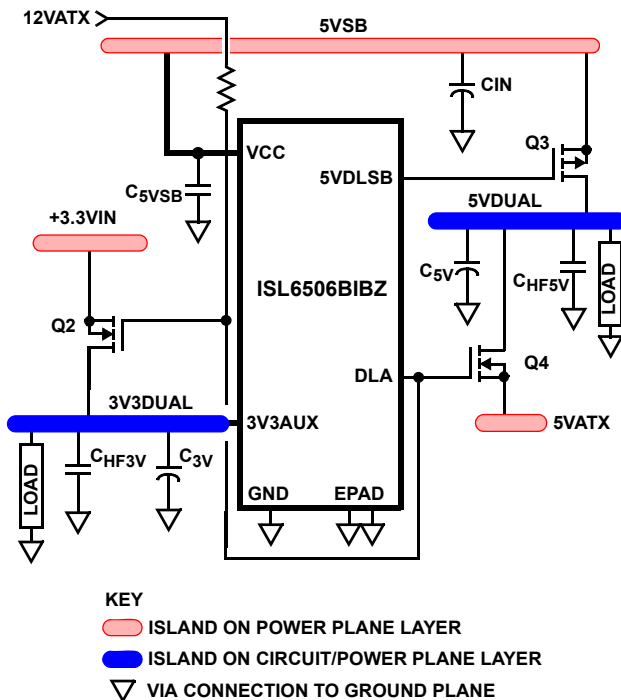 12VATX
5VSB
CIN
Q3
VCC
5VDLSB
C5VSB
5VDUAL
+3.3VIN
C5V
CHF5V
LOAD
ISL6506BIBZ
Q2
Q4
DLA
3V3DUAL
3V3AUX
5VATX
LOAD
CHF3V
C3V
GND
EPAD
KEY
ISLAND ON POWER PLANE LAYER
ISLAND ON CIRCUIT/POWER PLANE LAYER
VIA CONNECTION TO GROUND PLANE